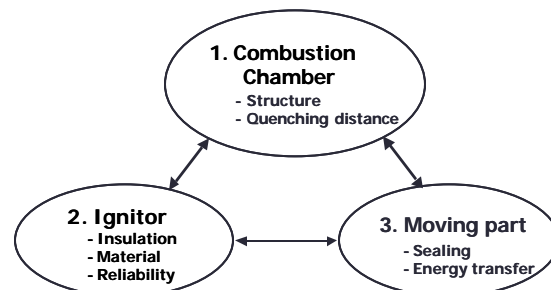 1. Combustion
Chamber
- Structure
- Quenching distance
2. Ignitor
- Insulation
- Material
- Reliability
3. Moving part
- Sealing
- Energy transfer